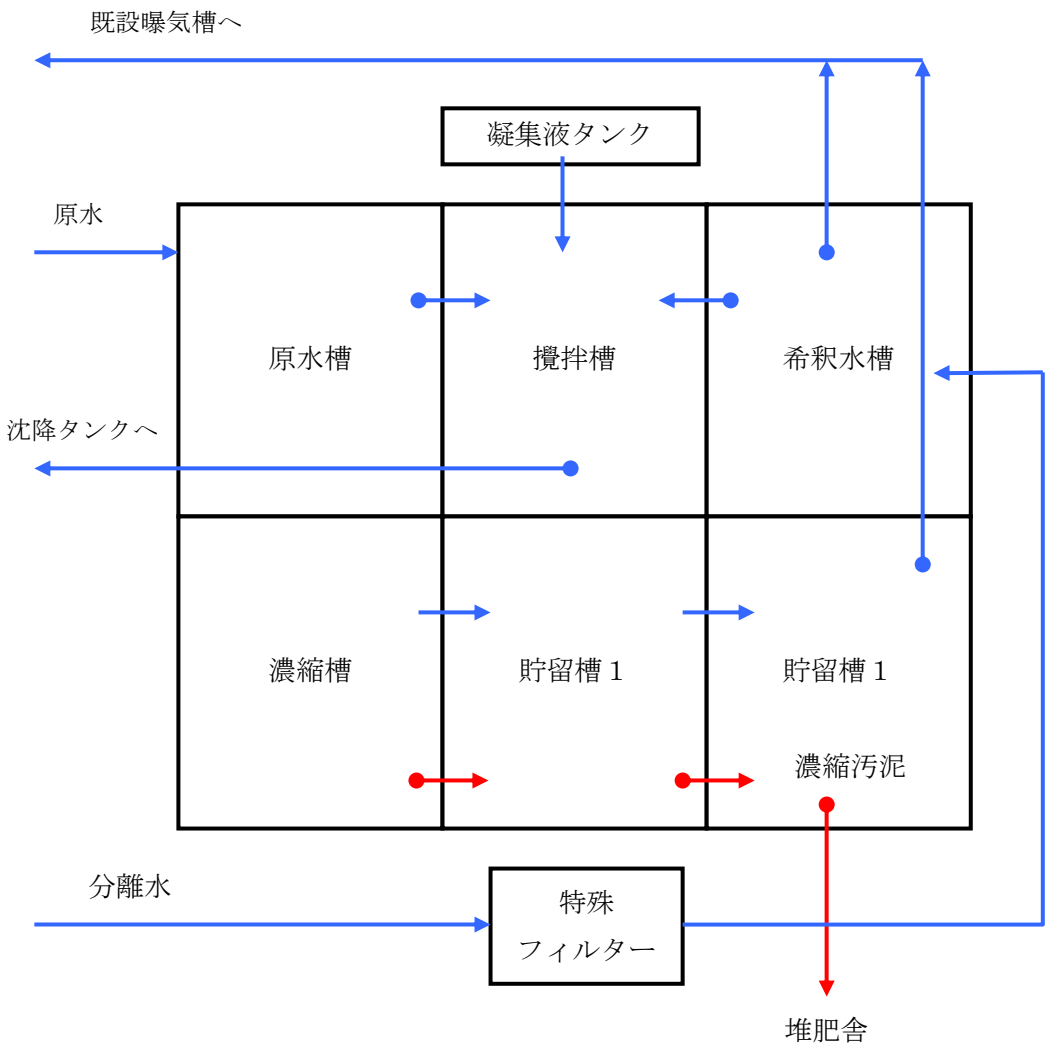 既設曝気槽へ
凝集液タンク
原水
原水槽
攪拌槽
希釈水槽
沈降タンクへ
濃縮槽
貯留槽１
貯留槽１
濃縮汚泥
分離水
特殊
フィルター
堆肥舎